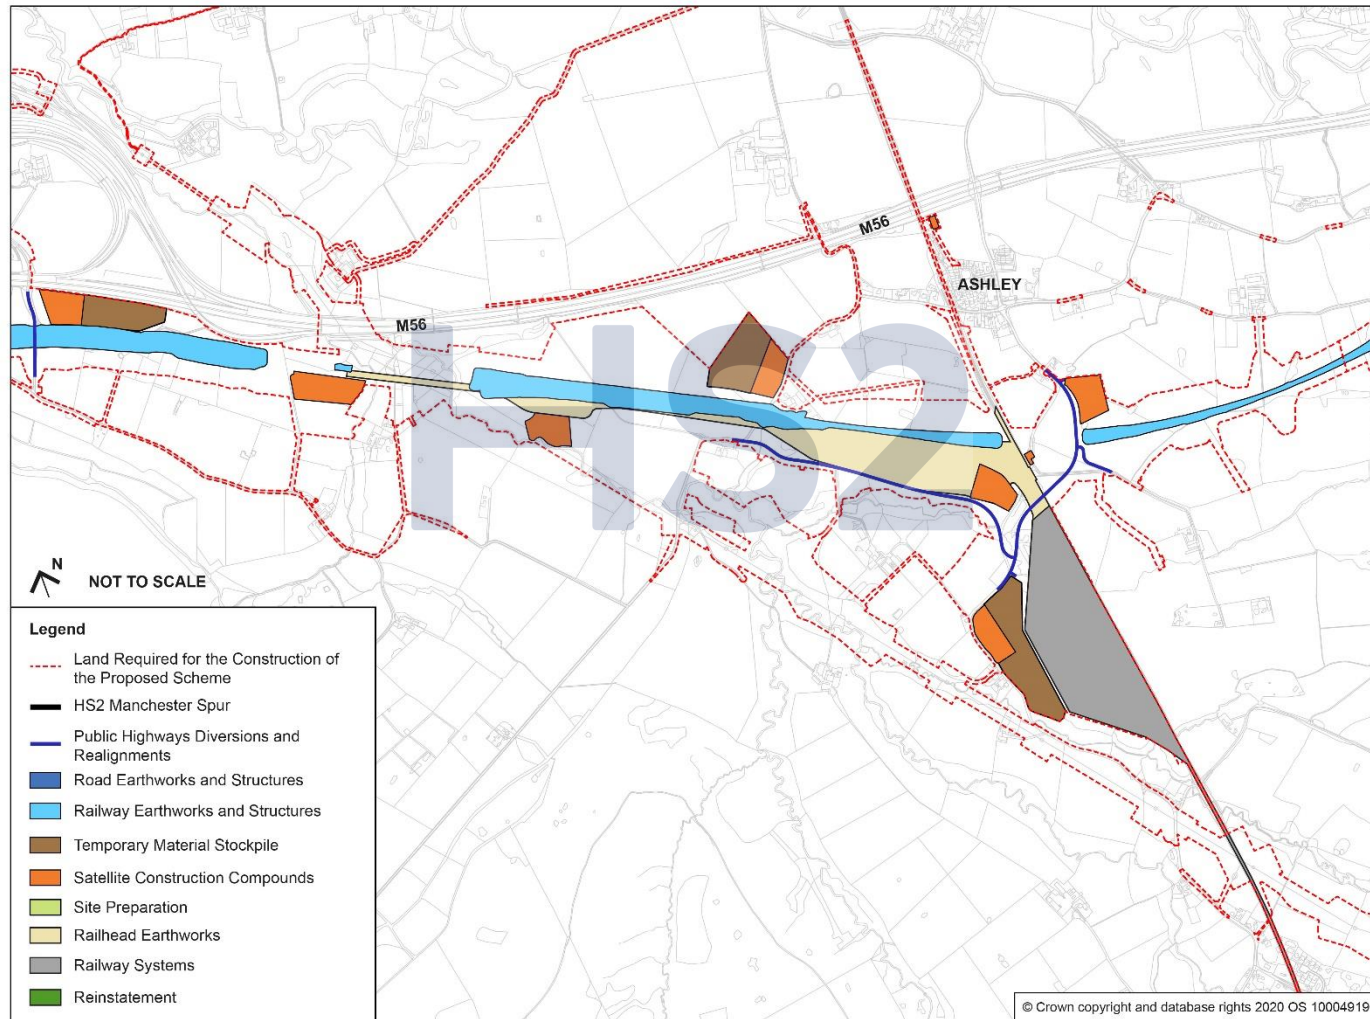 M56
ASHLEY
M56
HS2
N
NOT TO SCALE
Legend
Land Required for the Construction of
the Proposed Scheme
HS2 Manchester Spur
Public Highways Diversions and
Realignments
Road Earthworks and Structures
Railway Earthworks and Structures
Temporary Material Stockpile
Satellite Construction Compounds
Site Preparation
Railhead Earthworks
Railway Systems
Reinstatement
© Crown copyright and database rights 2020 OS 10004919